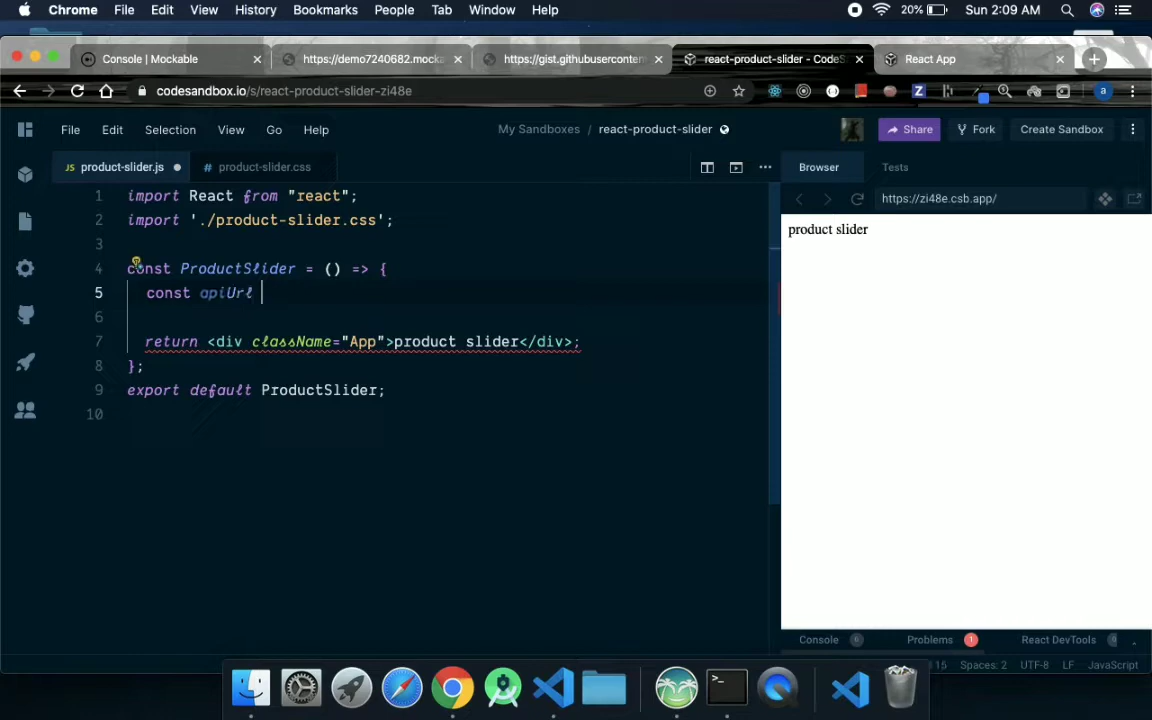 Chrome File Edit View History Bookmarks People Tab Window Help 20% Sun 2:09 AM
Console | Mockable https://demo7240682.mocka https://gist.githubusercontent react-product-slider - CodeS React App
codesandbox.io/s/react-product-slider-zi48e
File Edit Selection View Go Help My Sandboxes / react-product-slider Share Fork Create Sandbox
JS product-slider.js # product-slider.css Browser Tests
https://zi48e.csb.app/
1 import React from "react";
2 import './product-slider.css';
3
4 const ProductSlider = () => {
5 const apiUrl
6
7 return <div className="App">product slider</div>;
8 };
9 export default ProductSlider;
10
product slider
Console 0 Problems 1 React DevTools 0
Spaces: 2 UTF-8 LF JavaScript